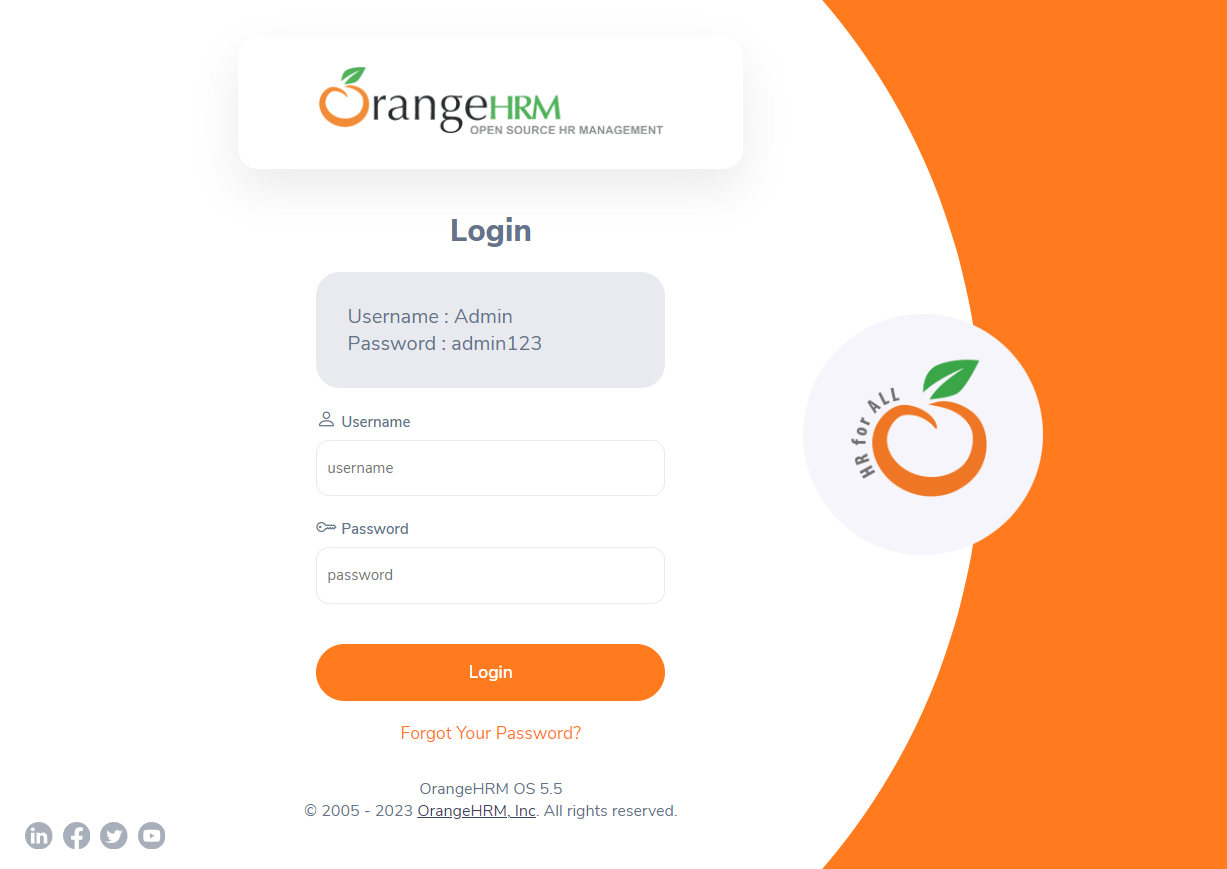 OrangeHRM
OPEN SOURCE HR MANAGEMENT
Login
Username : Admin
Password : admin123
Username
username
Password
password
Login
Forgot Your Password?
OrangeHRM OS 5.5
© 2005 - 2023 OrangeHRM, Inc. All rights reserved.
HR for ALL
in